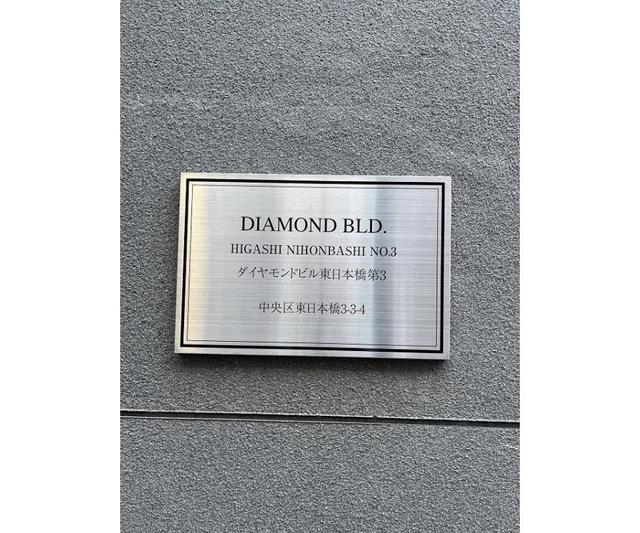 DIAMOND BLD.
HIGASHI NIHONBASHI NO.3
ダイヤモンドビル東日本橋第3
中央区東日本橋3-3-4